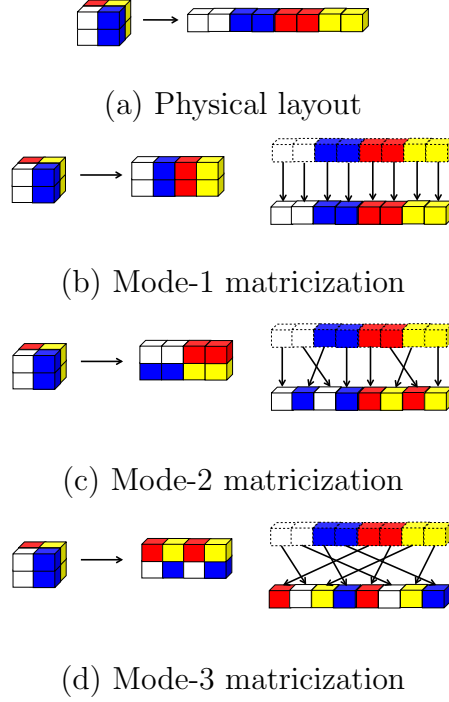 (a) Physical layout
(b) Mode-1 matricization
(c) Mode-2 matricization
(d) Mode-3 matricization